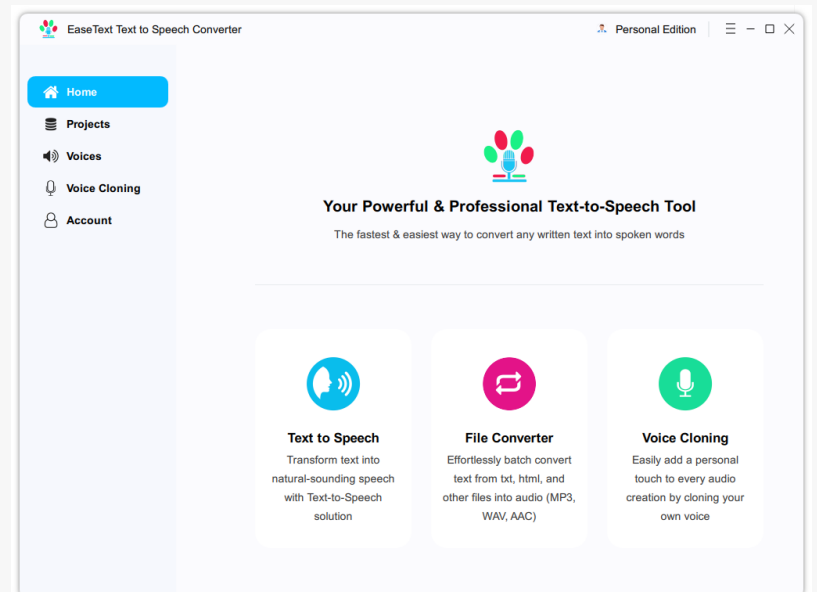 EaseText Text to Speech Converter
Personal Edition
Home
Projects
Voices
Voice Cloning
Account
Your Powerful & Professional Text-to-Speech Tool
The fastest & easiest way to convert any written text into spoken words
Text to Speech
Transform text into
natural-sounding speech
with Text-to-Speech
solution
File Converter
Effortlessly batch convert
text from txt, html, and
other files into audio (MP3,
WAV, AAC)
Voice Cloning
Easily add a personal
touch to every audio
creation by cloning your
own voice